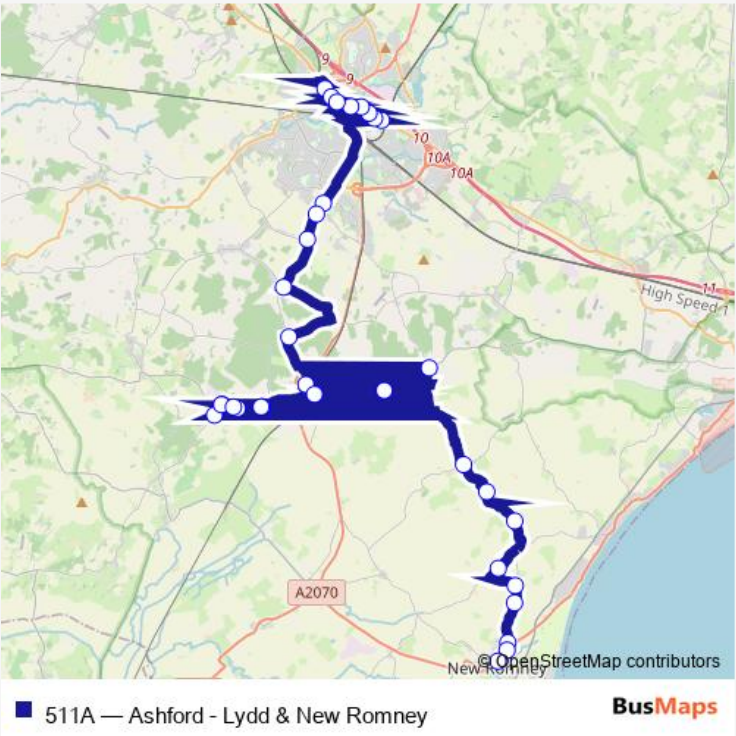 9
9
10
10A
10A
11
High Speed 1
A2070
New Romney
© OpenStreetMap contributors
511A — Ashford - Lydd & New Romney
BusMaps